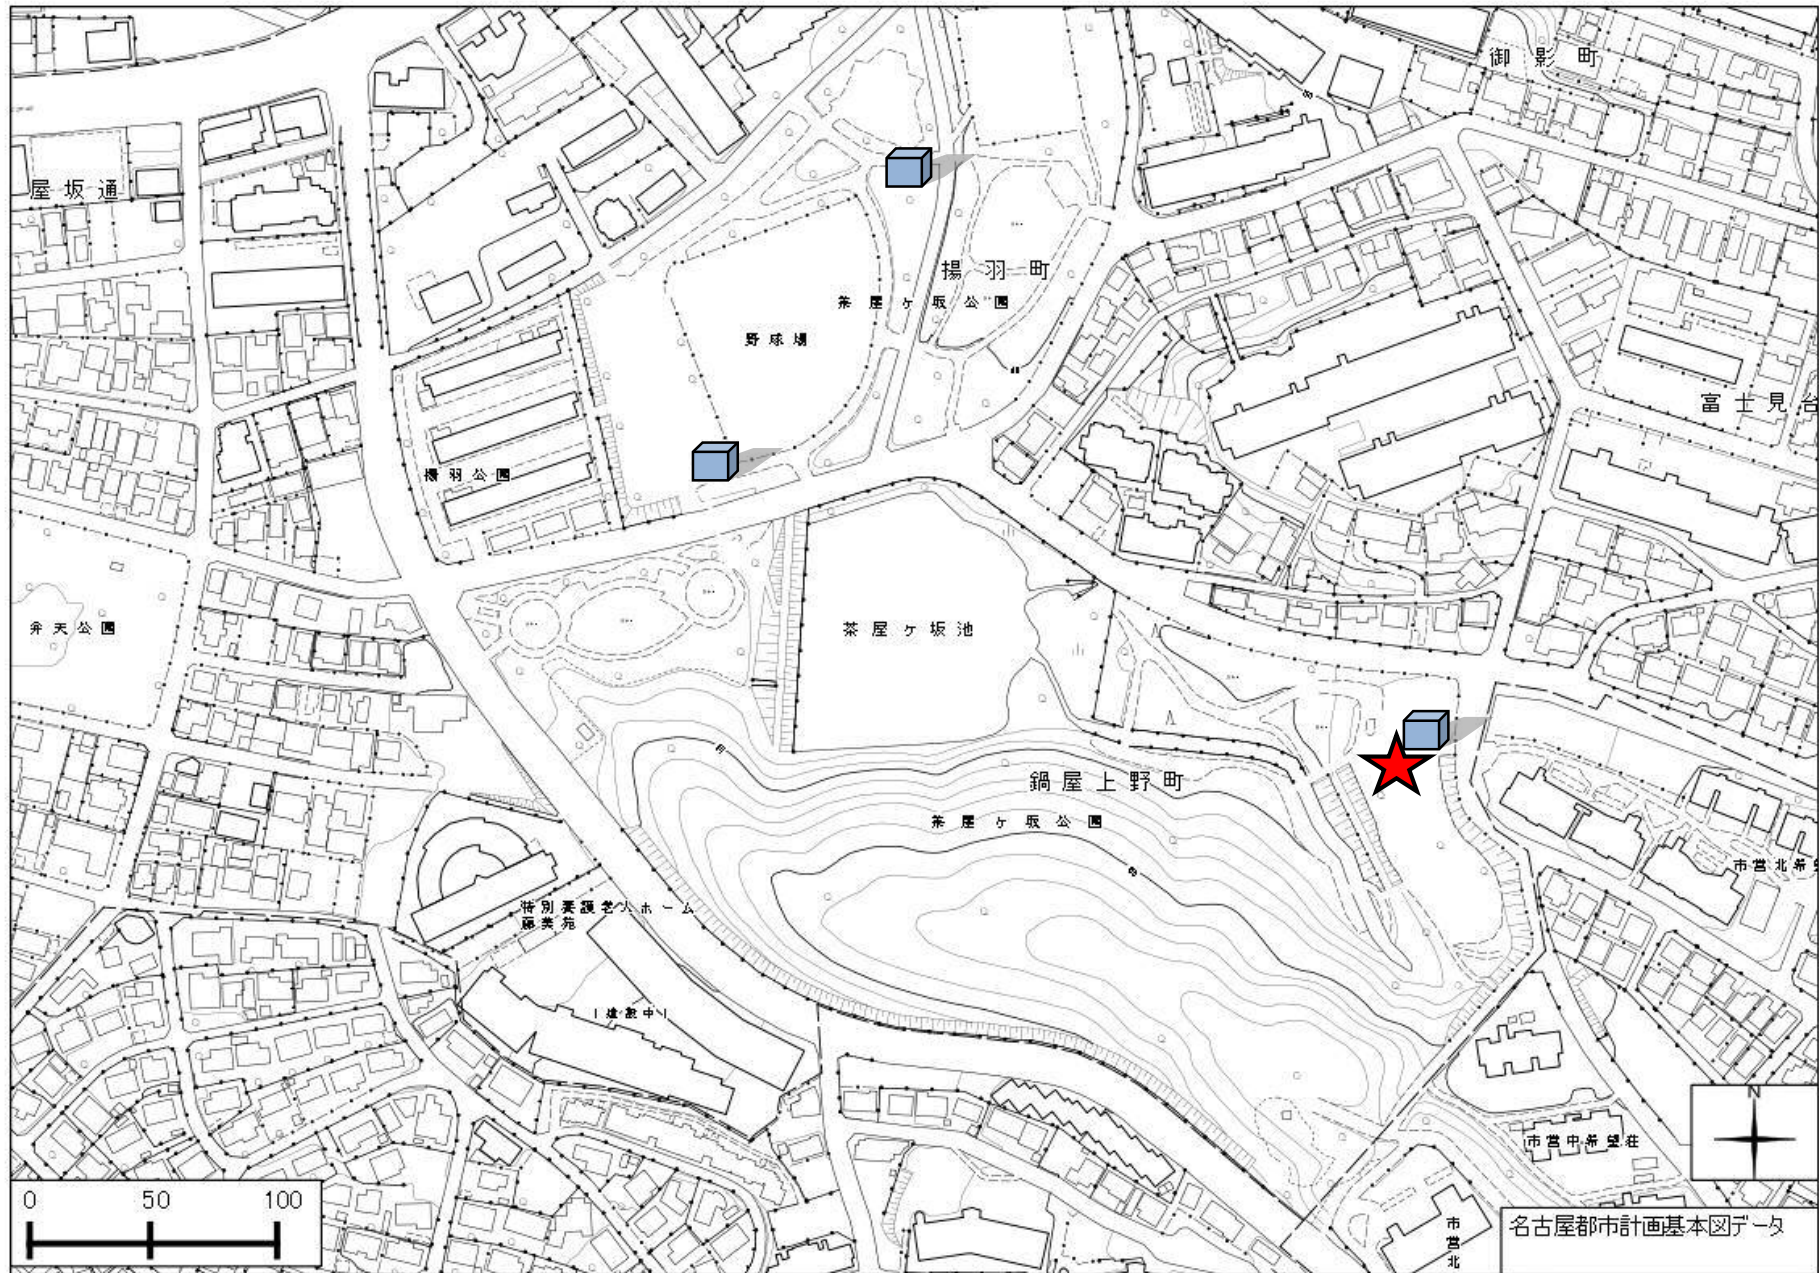 御影町
屋坂通
揚羽町
茶屋ヶ坂公園
野球場
富士見台
揚羽公園
弁天公園
茶屋ヶ坂池
鍋屋上野町
茶屋ヶ坂公園
市営北希望
特別養護老人ホーム
藤美苑
(建設中)
市営中希望荘
N
0 50 100
市営北
名古屋都市計画基本図データ